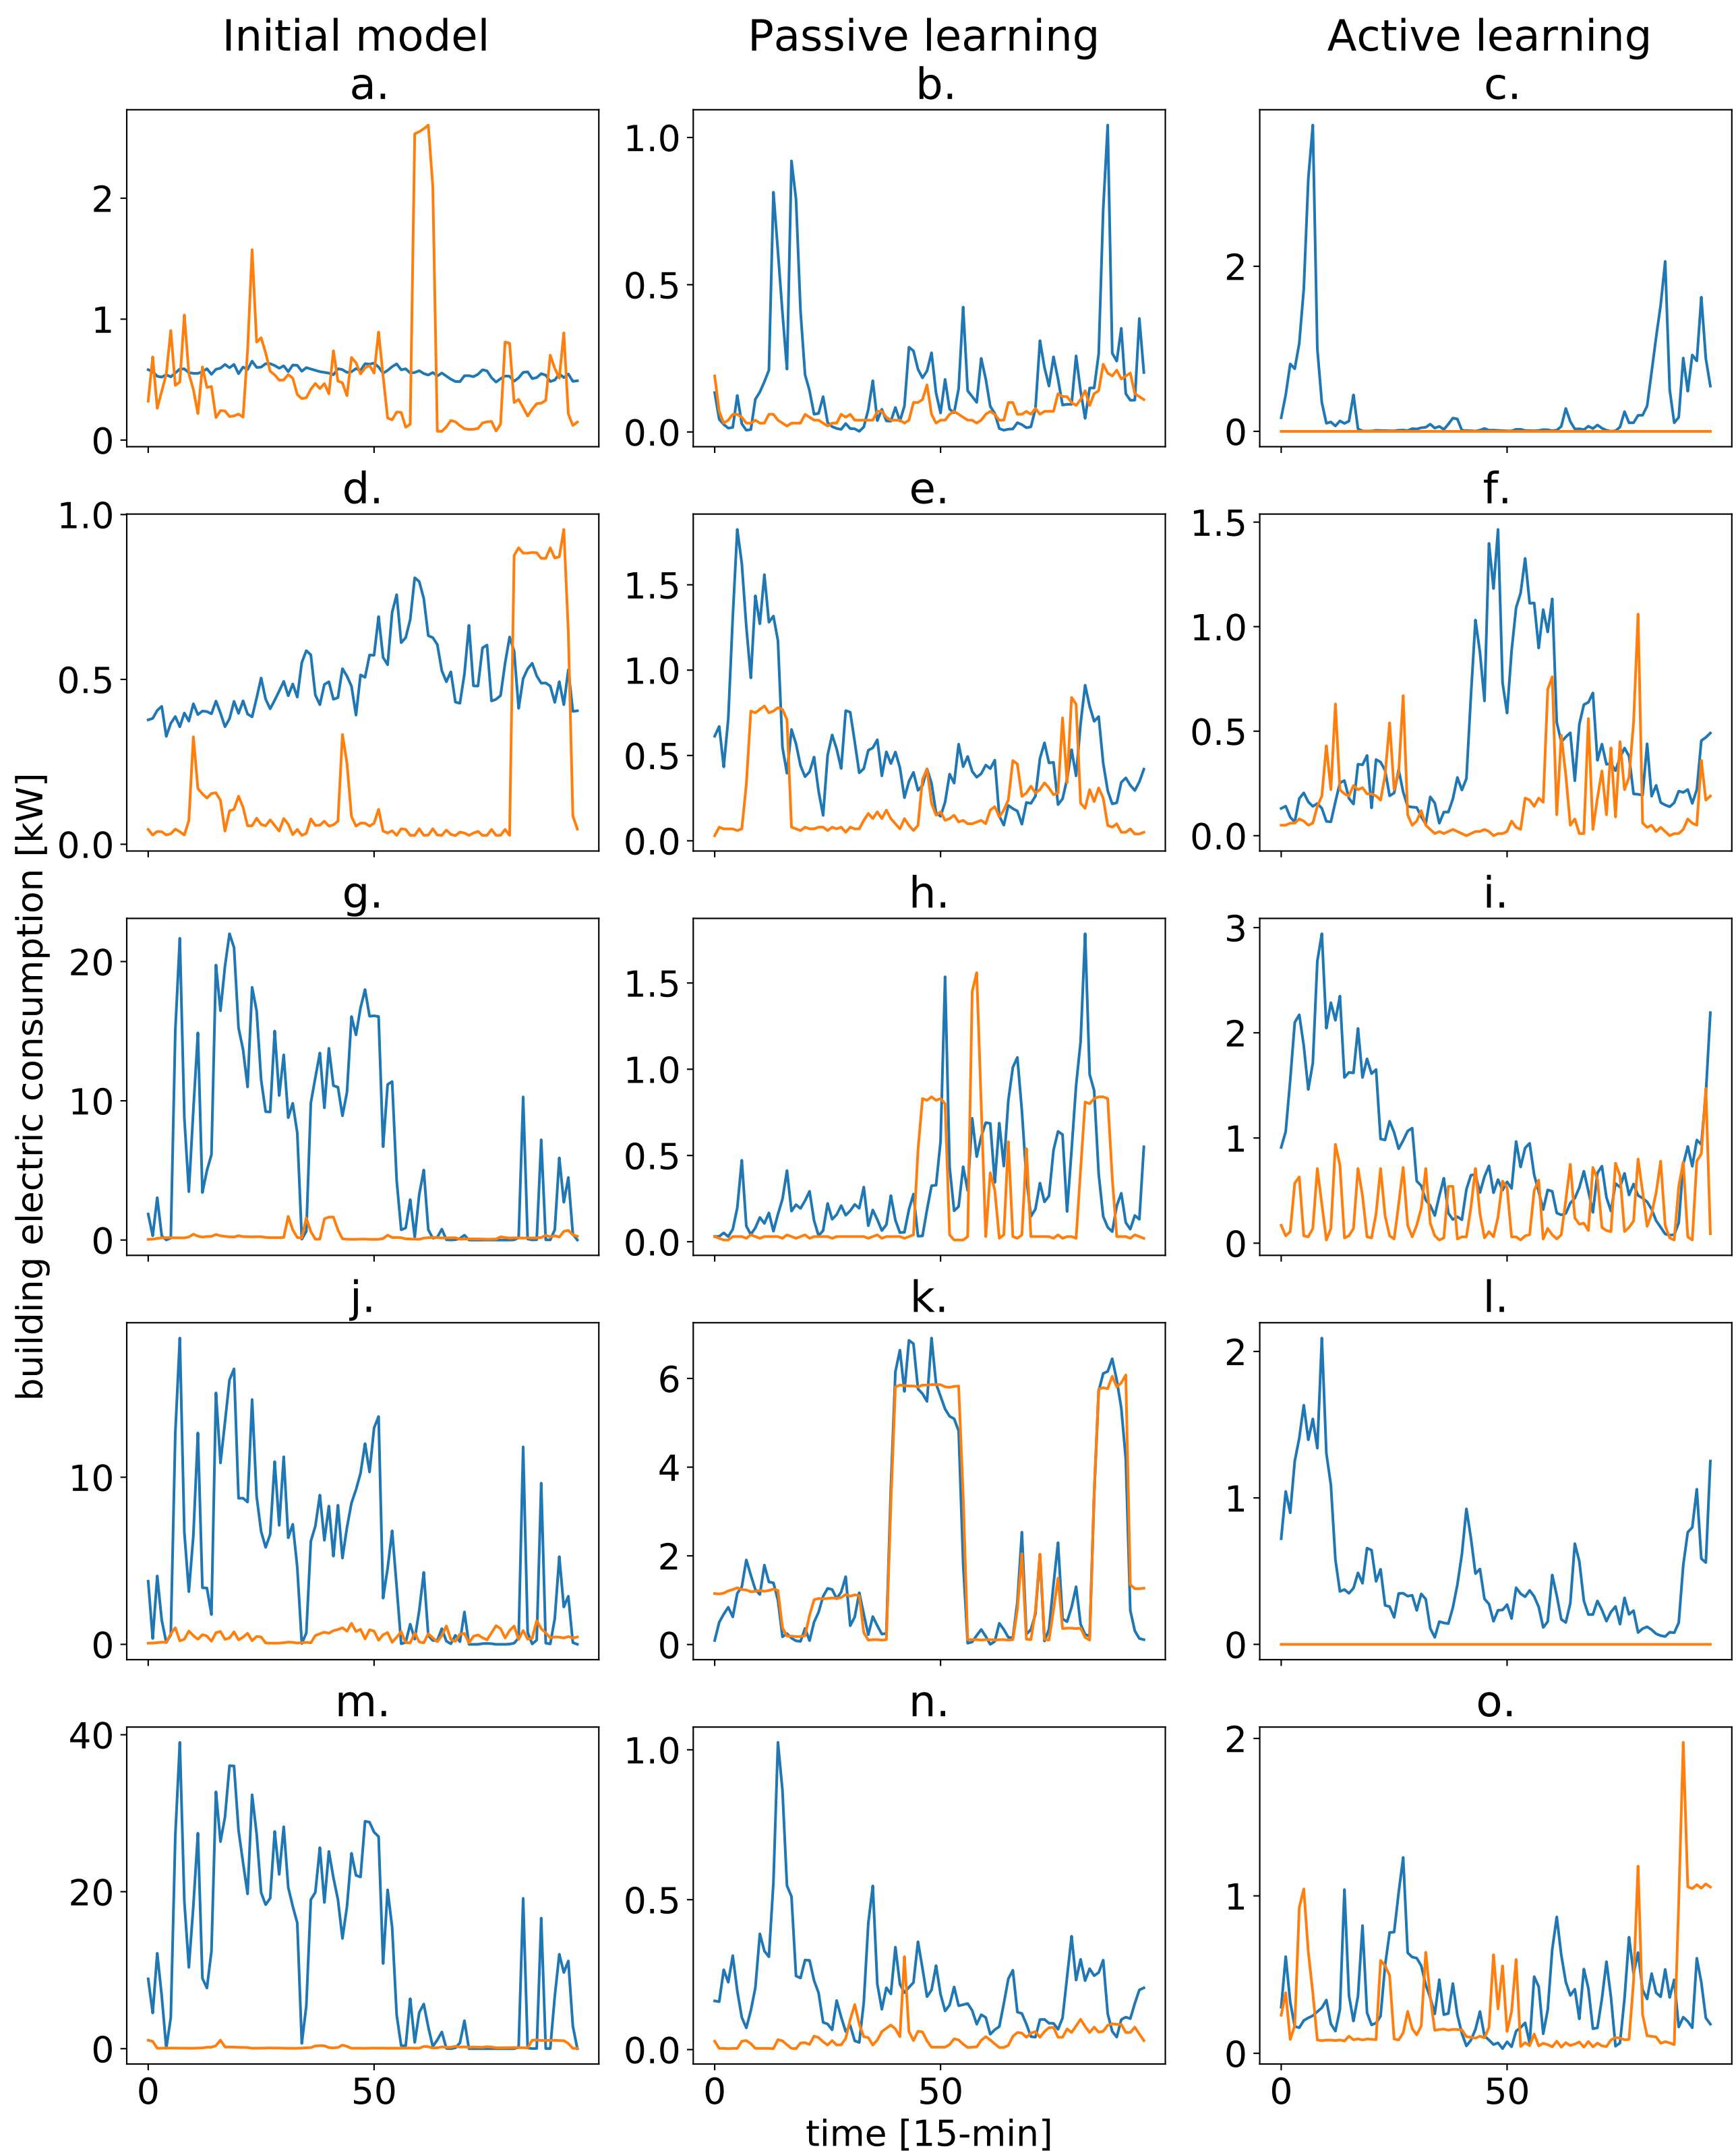 Initial model
Passive learning
Active learning
a.
b.
c.
2
1
0
1.0
0.5
0.0
2
0
d.
e.
f.
1.0
0.5
0.0
1.5
1.0
0.5
0.0
1.5
1.0
0.5
0.0
building electric consumption [kW]
g.
h.
i.
20
10
0
1.5
1.0
0.5
0.0
3
2
1
0
j.
k.
l.
10
0
6
4
2
0
2
1
0
m.
n.
o.
40
20
0
1.0
0.5
0.0
2
1
0
0 50
0 50
0 50
time [15-min]